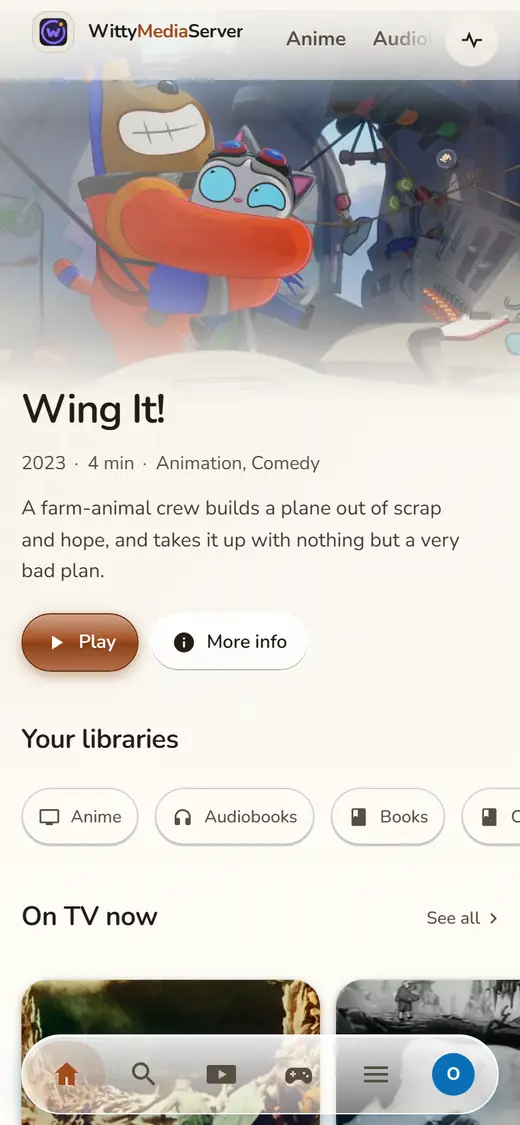 WittyMediaServer
Anime
Wing It!
2023 · 4 min · Animation, Comedy
A farm-animal crew builds a plane out of scrap
and hope, and takes it up with nothing but a very
bad plan.
Play
More info
Your libraries
Anime
Audiobooks
Books
On TV now
See all
O